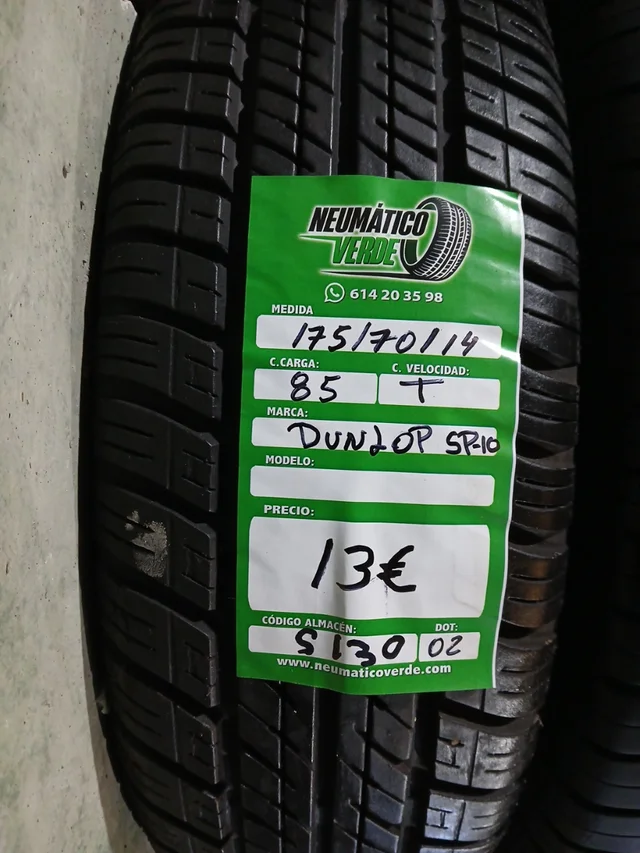 NEUMÁTICO
VERDE
614 20 35 98
MEDIDA
175/70/14
C.CARGA: C. VELOCIDAD:
85 T
MARCA:
DUNLOP SP-10
MODELO:
PRECIO:
13€
CÓDIGO ALMACÉN: DOT:
S130 02
www.neumaticoverde.com